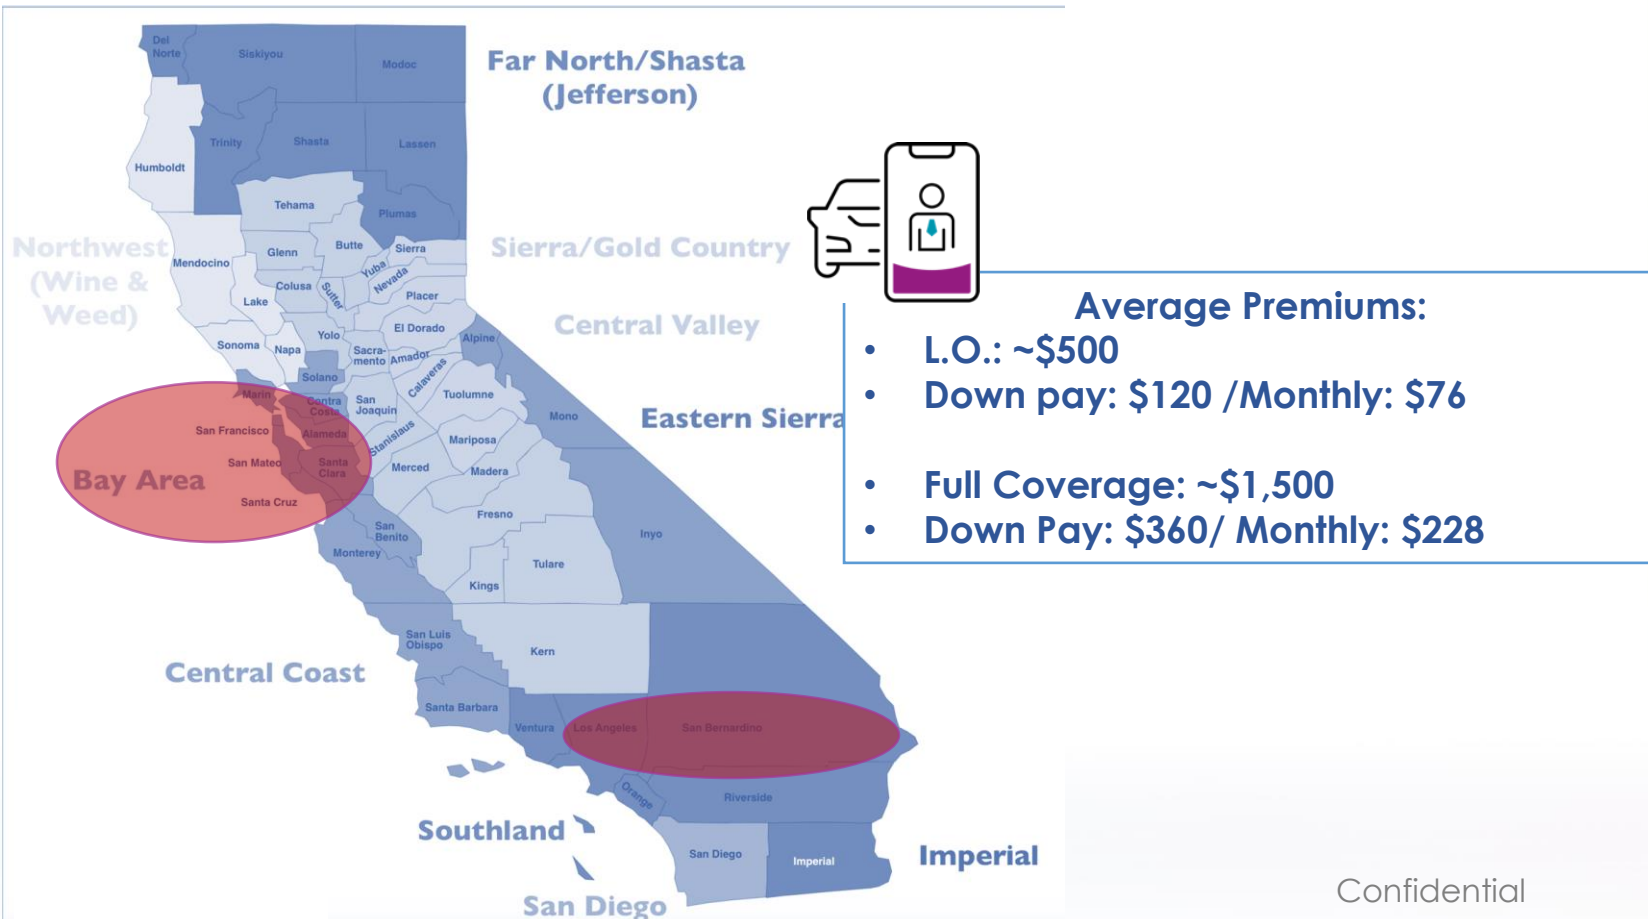 Del
Norte
Siskiyou
Modoc
Far North/Shasta
(Jefferson)
Trinity
Shasta
Lassen
Humboldt
Tehama
Plumas
Northwest
(Wine &
Weed)
Mendocino
Glenn
Butte
Sierra
Sierra/Gold Country
Yuba
Nevada
Colusa
Sutter
Placer
Lake
Central Valley
Sonoma
Napa
Yolo
El Dorado
Sacra-
mento
Amador
Alpine
Solano
Calaveras
Marin
Contra
Costa
San
Joaquin
Tuolumne
Mono
Eastern Sierra
San Francisco
Alameda
Stanislaus
Mariposa
San Mateo
Santa
Clara
Merced
Madera
Bay Area
Santa Cruz
Fresno
San
Benito
Inyo
Monterey
Tulare
Kings
San Luis
Obispo
Kern
Central Coast
Santa Barbara
Ventura
Los Angeles
San Bernardino
Orange
Riverside
Southland
San Diego
Imperial
Imperial
San Diego
Average Premiums:
• L.O.: ~$500
• Down pay: $120 /Monthly: $76
• Full Coverage: ~$1,500
• Down Pay: $360/ Monthly: $228
Confidential